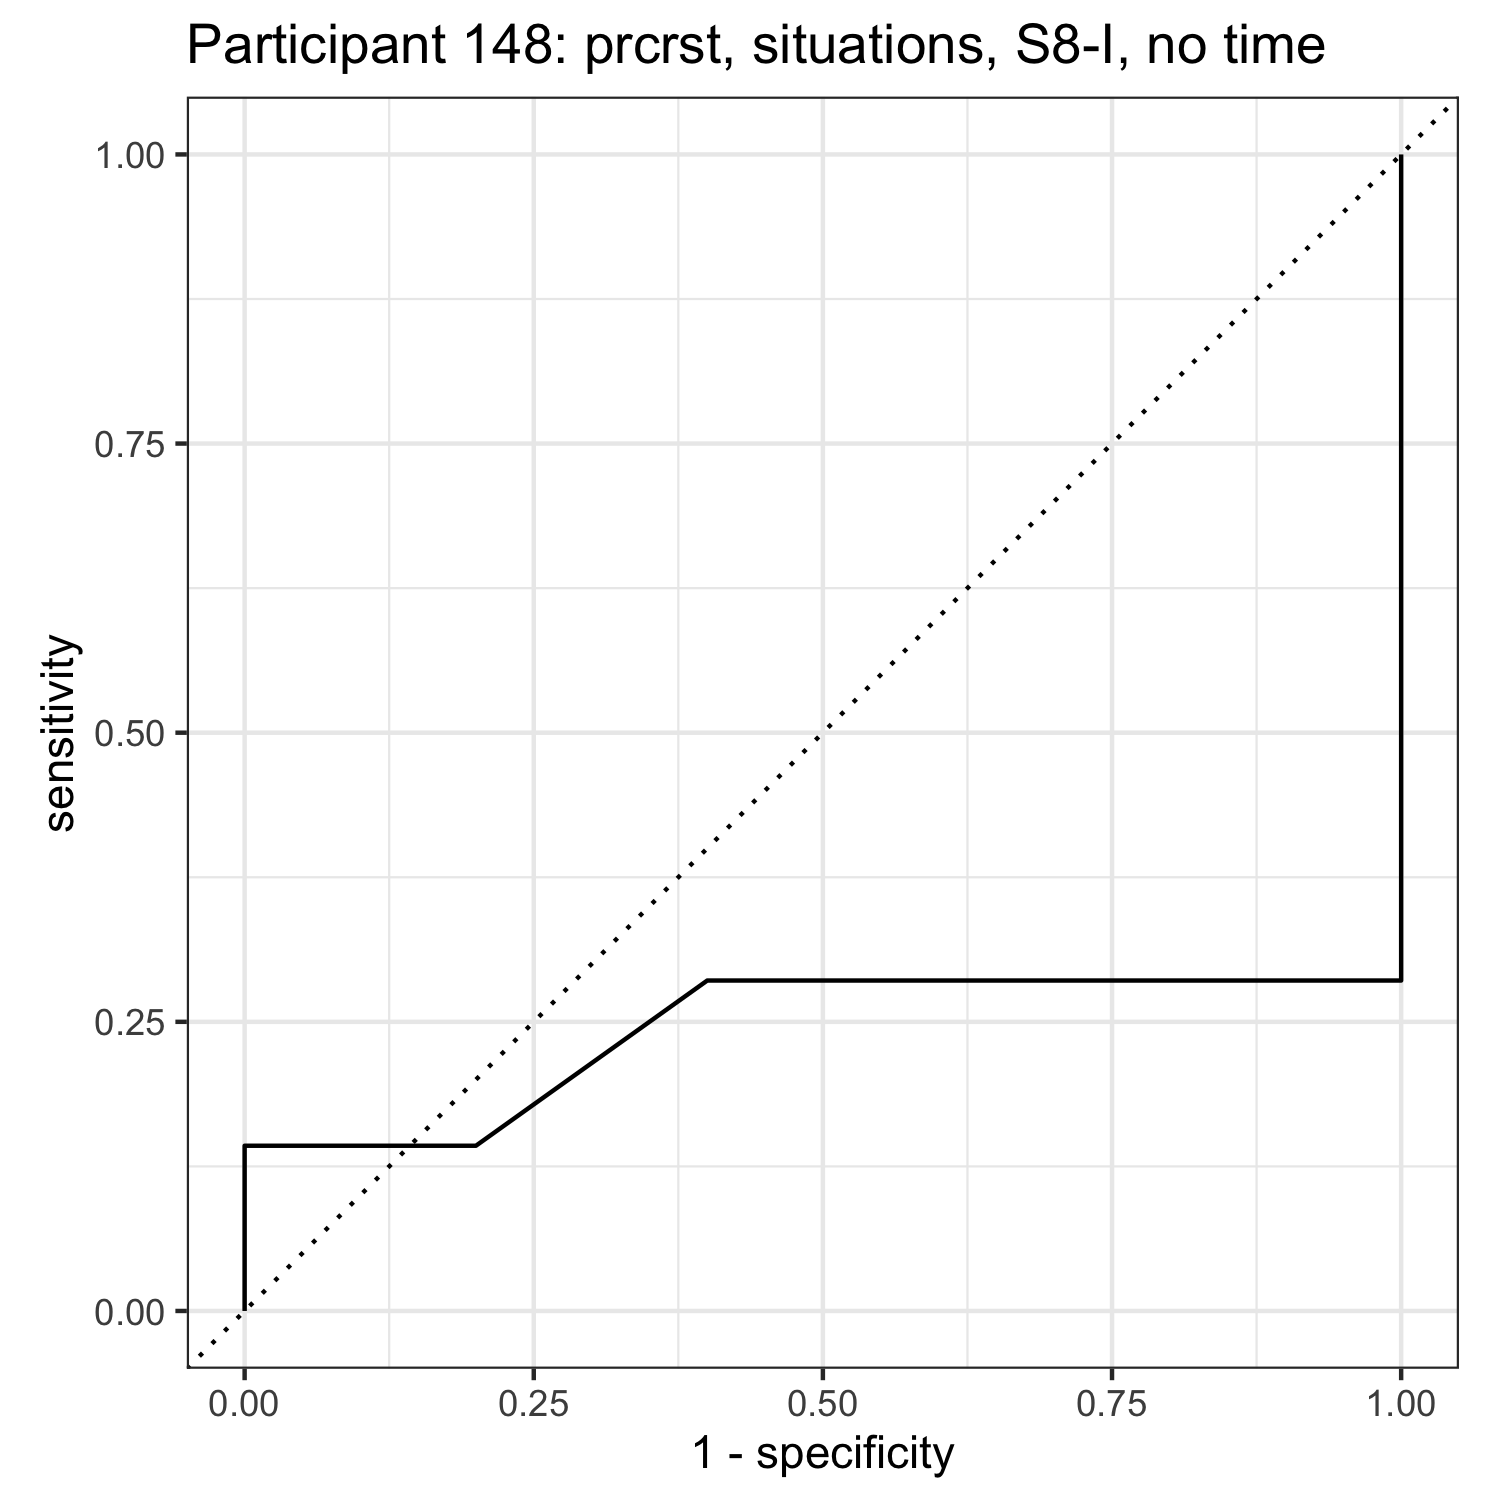 Participant 148: prcrst, situations, S8-I, no time
sensitivity
1.00
0.75
0.50
0.25
0.00
0.00 0.25 0.50 0.75 1.00
1 - specificity